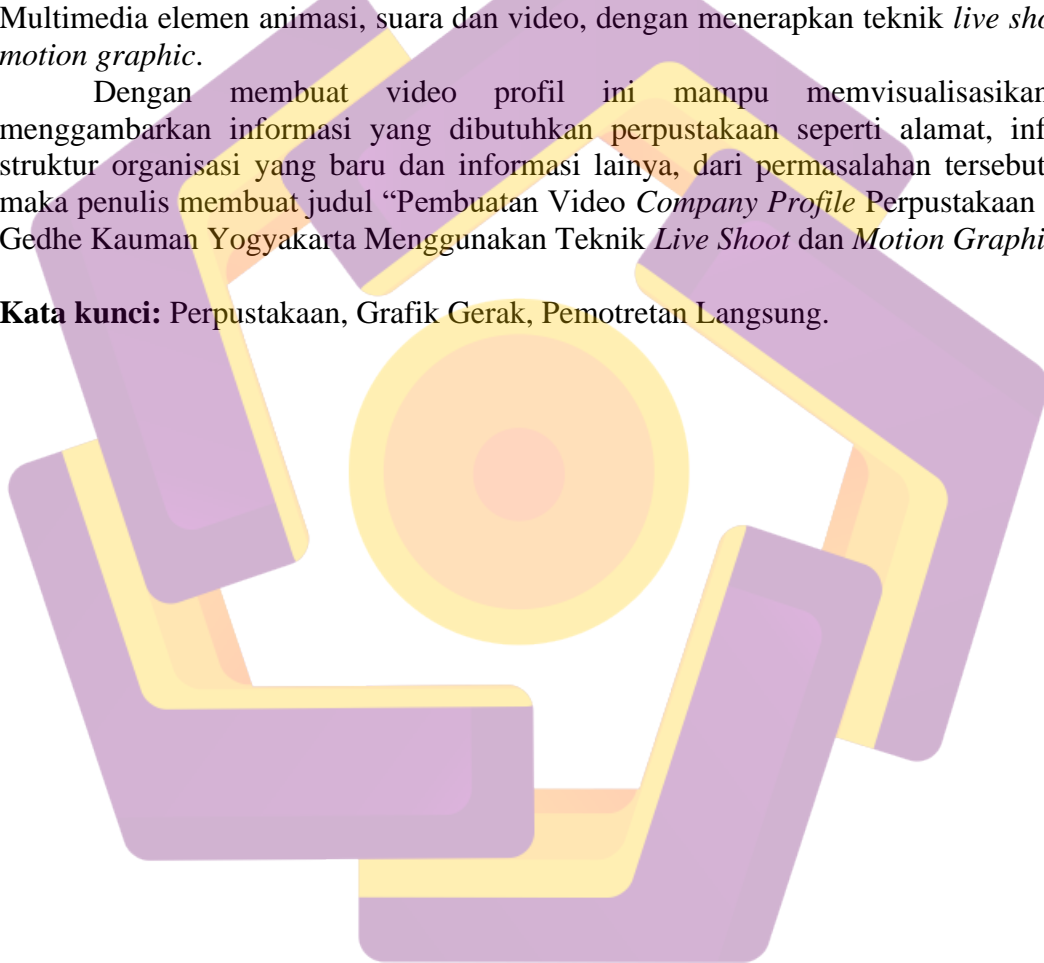 Multimedia elemen animasi, suara dan video, dengan menerapkan teknik live
motion graphic.
Dengan membuat video profil ini mampu memvisualisasikan
menggambarkan informasi yang dibutuhkan perpustakaan seperti alamat,
struktur organisasi yang baru dan informasi lainya, dari permasalahan tersebut
maka penulis membuat judul “Pembuatan Video Company Profile Perpustakaan
Gedhe Kauman Yogyakarta Menggunakan Teknik Live Shoot dan Motion
Kata kunci: Perpustakaan, Grafik Gerak, Pemotretan Langsung.